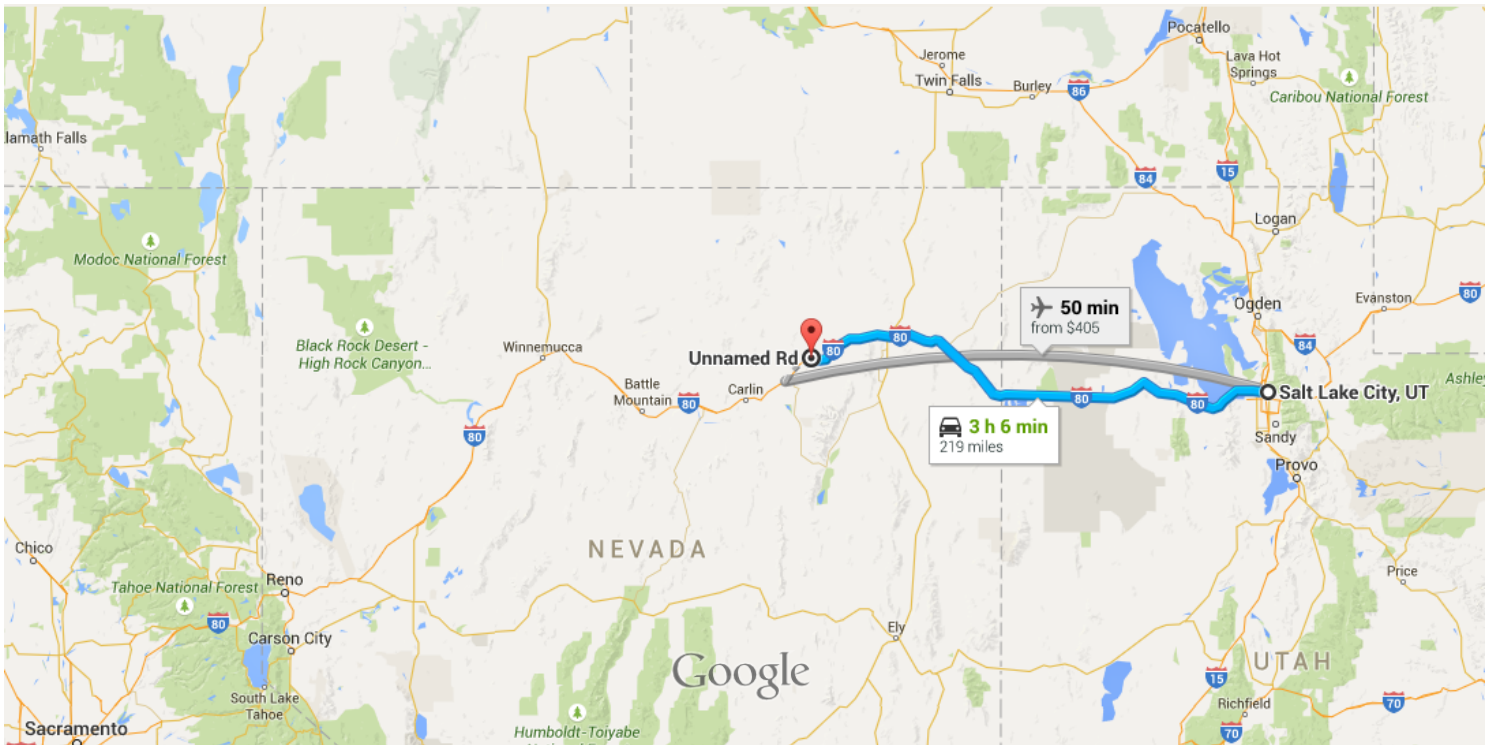 Pocatello
Jerome
Lava Hot
Springs
Twin Falls
Burley
86
Caribou National Forest
lamath Falls
84
15
Logan
Modoc National Forest
50 min
from $405
Ogden
Evanston
80
Black Rock Desert -
High Rock Canyon...
Winnemucca
80
80
84
Unnamed Rd
Battle
Mountain
Carlin
80
80
80
Salt Lake City, UT
Ashley
3 h 6 min
219 miles
80
Sandy
Provo
NEVADA
Chico
Reno
Tahoe National Forest
Price
80
Carson City
Ely
Google
UTAH
15
South Lake
Tahoe
Richfield
70
Sacramento
Humboldt-Toiyabe
70